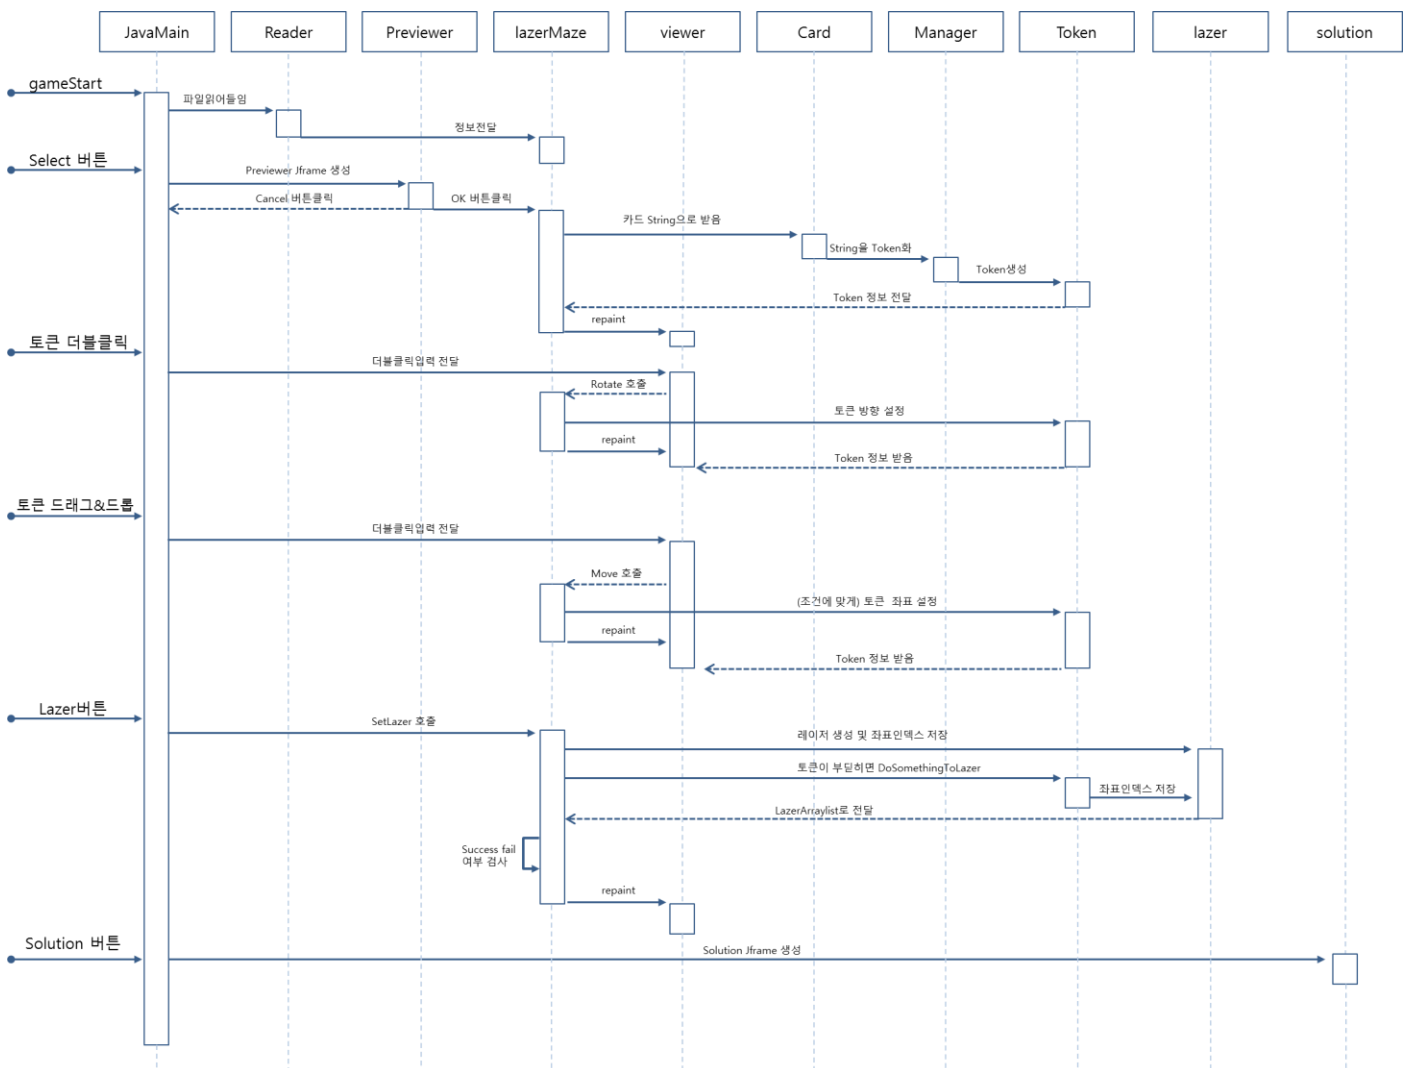 JavaMain
Reader
Previewer
lazerMaze
viewer
Card
Manager
Token
lazer
solution
gameStart
파일읽어들임
정보전달
Select 버튼
Previewer Jframe 생성
Cancel 버튼클릭
OK 버튼클릭
카드 String으로 받음
String을 Token화
Token생성
Token 정보 전달
repaint
토큰 더블클릭
더블클릭입력 전달
Rotate 호출
토큰 방향 설정
repaint
Token 정보 받음
토큰 드래그&드롭
더블클릭입력 전달
Move 호출
(조건에 맞게) 토큰 좌표 설정
repaint
Token 정보 받음
Lazer버튼
SetLazer 호출
레이저 생성 및 좌표인덱스 저장
토큰이 부딛히면 DoSomethingToLazer
좌표인덱스 저장
LazerArraylist로 전달
Success fail
여부 검사
repaint
Solution 버튼
Solution Jframe 생성